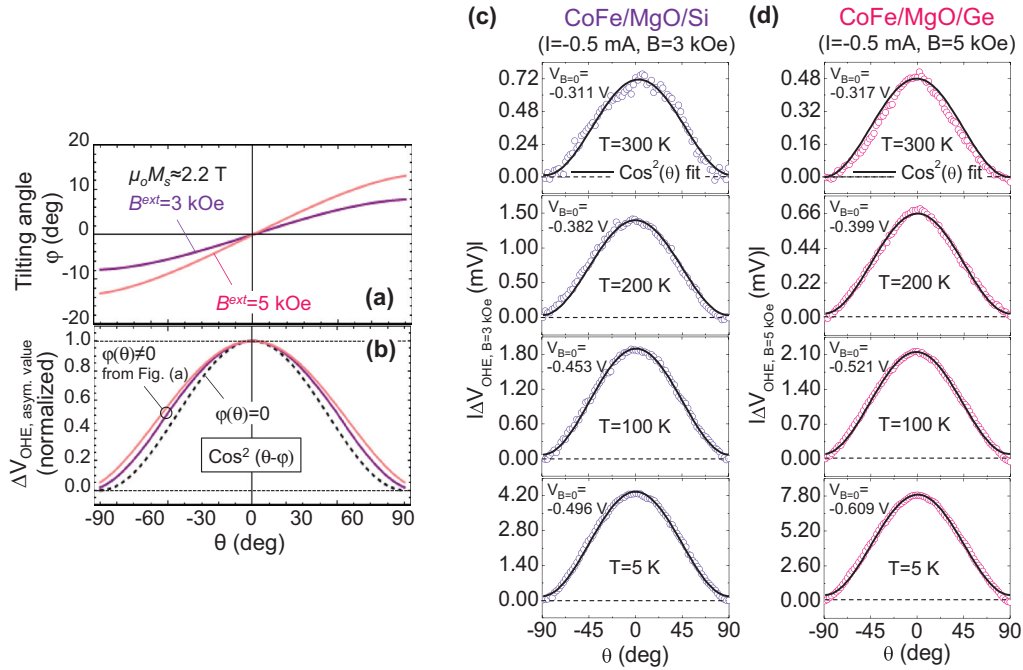 20
10
0
-10
-20
Tilting angle
φ (deg)
μoMs≈2.2 T
Bext=3 kOe
Bext=5 kOe
(a)
1.0
0.8
0.6
0.4
0.2
0.0
ΔVOHE, asym. value
(normalized)
(b)
φ(θ)≠0
from Fig. (a)
φ(θ)=0
Cos2 (θ-φ)
-90 -60 -30 0 30 60 90
θ (deg)
(c)
CoFe/MgO/Si
(I=-0.5 mA, B=3 kOe)
|ΔVOHE, B=3 kOe (mV)|
0.72
0.48
0.24
0.00
VB=0=
-0.311 V
T=300 K
Cos2(θ) fit
1.50
1.00
0.50
0.00
VB=0=
-0.382 V
T=200 K
1.80
1.20
0.60
0.00
VB=0=
-0.453 V
T=100 K
4.20
2.80
1.40
0.00
VB=0=
-0.496 V
T=5 K
-90 -45 0 45 90
θ (deg)
(d)
CoFe/MgO/Ge
(I=-0.5 mA, B=5 kOe)
|ΔVOHE, B=5 kOe (mV)|
0.48
0.32
0.16
0.00
VB=0=
-0.317 V
T=300 K
Cos2(θ) fit
0.66
0.44
0.22
0.00
VB=0=
-0.399 V
T=200 K
2.10
1.40
0.70
0.00
VB=0=
-0.521 V
T=100 K
7.80
5.20
2.60
0.00
VB=0=
-0.609 V
T=5 K
-90 -45 0 45 90
θ (deg)